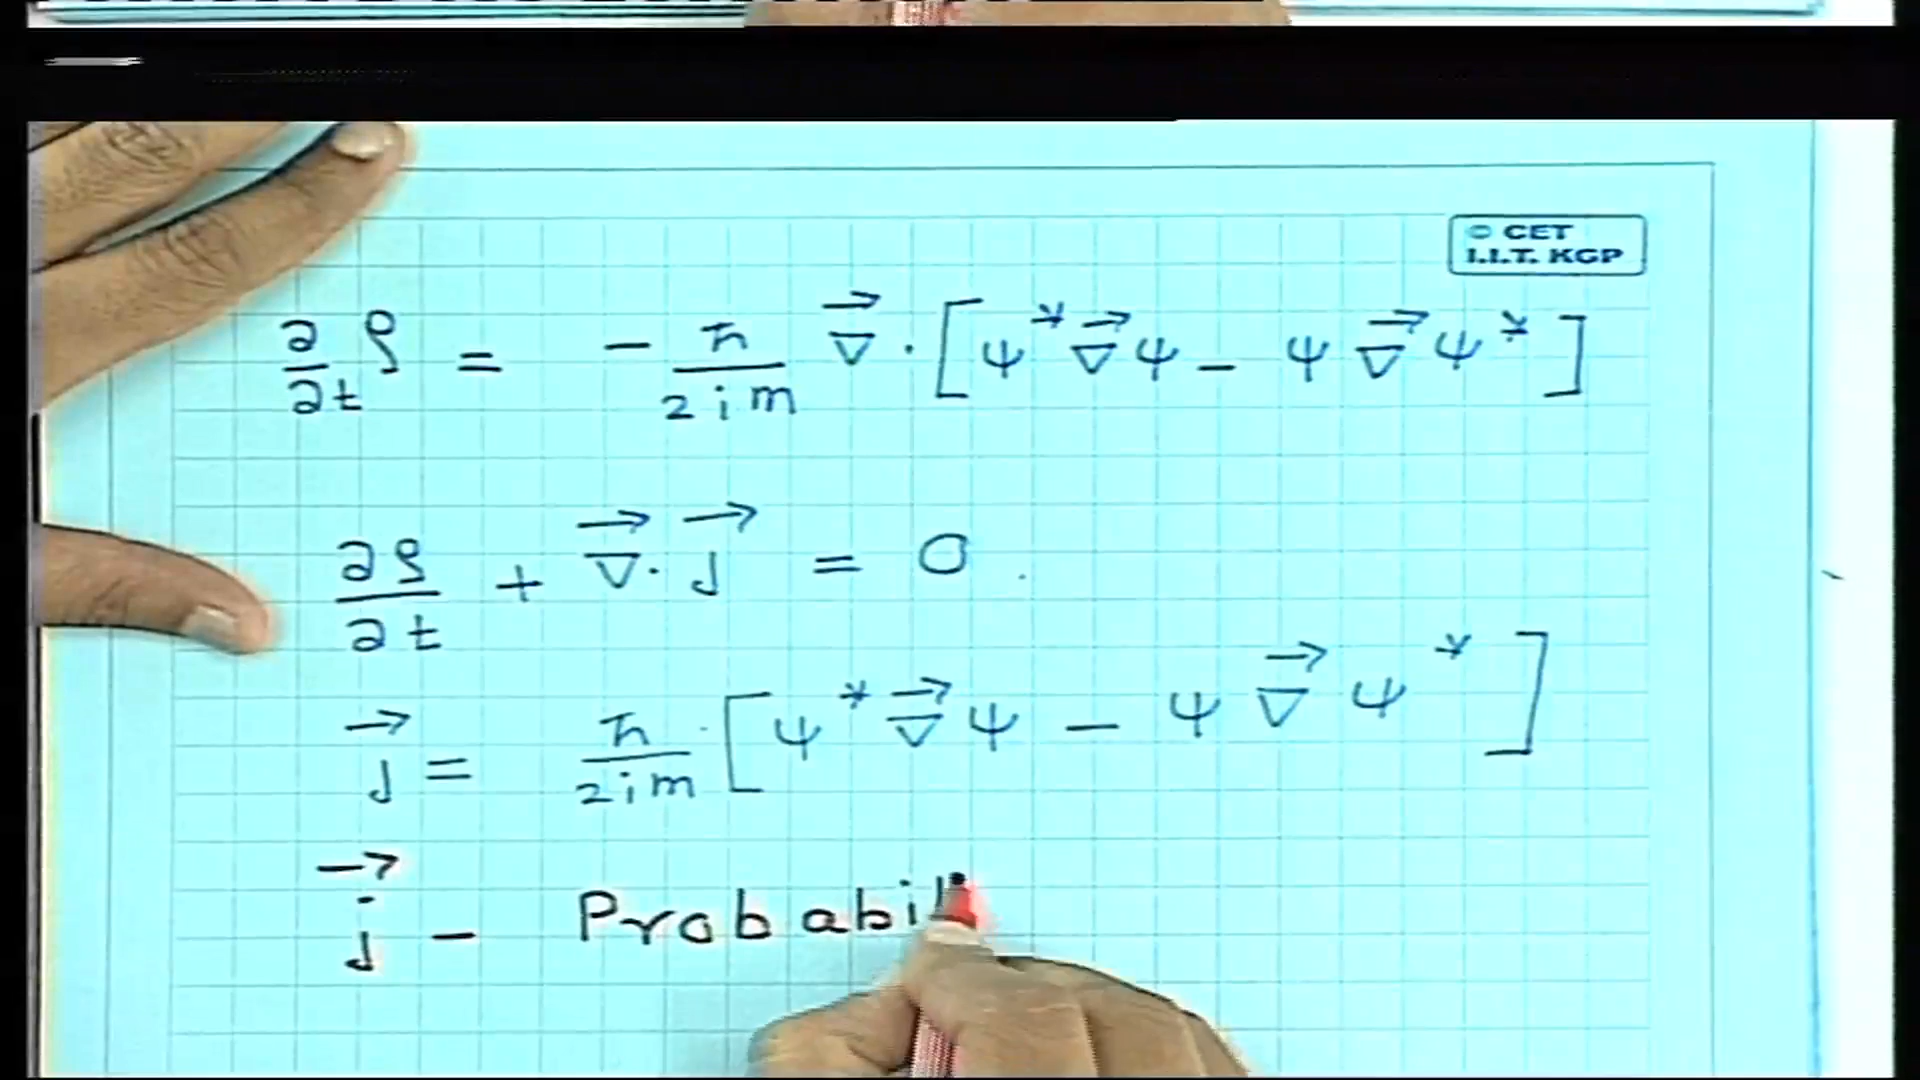 © CET
I.I.T. KGP
∂/∂t ρ = − ħ/2im ∇⃗ · [ψ* ∇⃗ψ − ψ ∇⃗ψ*]
∂ρ/∂t + ∇⃗ · j⃗ = 0.
j⃗ = ħ/2im [ψ* ∇⃗ψ − ψ ∇⃗ψ*]
j⃗ − Probabil